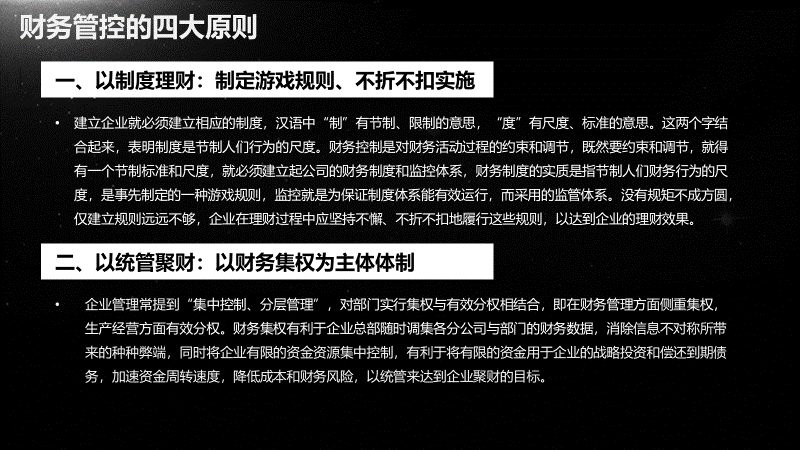 财务管控的四大原则
一、以制度理财：制定游戏规则、不折不扣实施
• 建立企业就必须建立相应的制度，汉语中“制”有节制、限制的意思，“度”有尺度、标准的意思。这两个字结
合起来，表明制度是节制人们行为的尺度。财务控制是对财务活动过程的约束和调节，既然要约束和调节，就得
有一个节制标准和尺度，就必须建立起公司的财务制度和监控体系，财务制度的实质是指节制人们财务行为的尺
度，是事先制定的一种游戏规则，监控就是为保证制度体系能有效运行，而采用的监管体系。没有规矩不成方圆，
仅建立规则远远不够，企业在理财过程中应坚持不懈、不折不扣地履行这些规则，以达到企业的理财效果。
二、以统管聚财：以财务集权为主体体制
• 企业管理常提到“集中控制、分层管理”，对部门实行集权与有效分权相结合，即在财务管理方面侧重集权，
生产经营方面有效分权。财务集权有利于企业总部随时调集各分公司与部门的财务数据，消除信息不对称所带
来的种种弊端，同时将企业有限的资金资源集中控制，有利于将有限的资金用于企业的战略投资和偿还到期债
务，加速资金周转速度，降低成本和财务风险，以统管来达到企业聚财的目标。